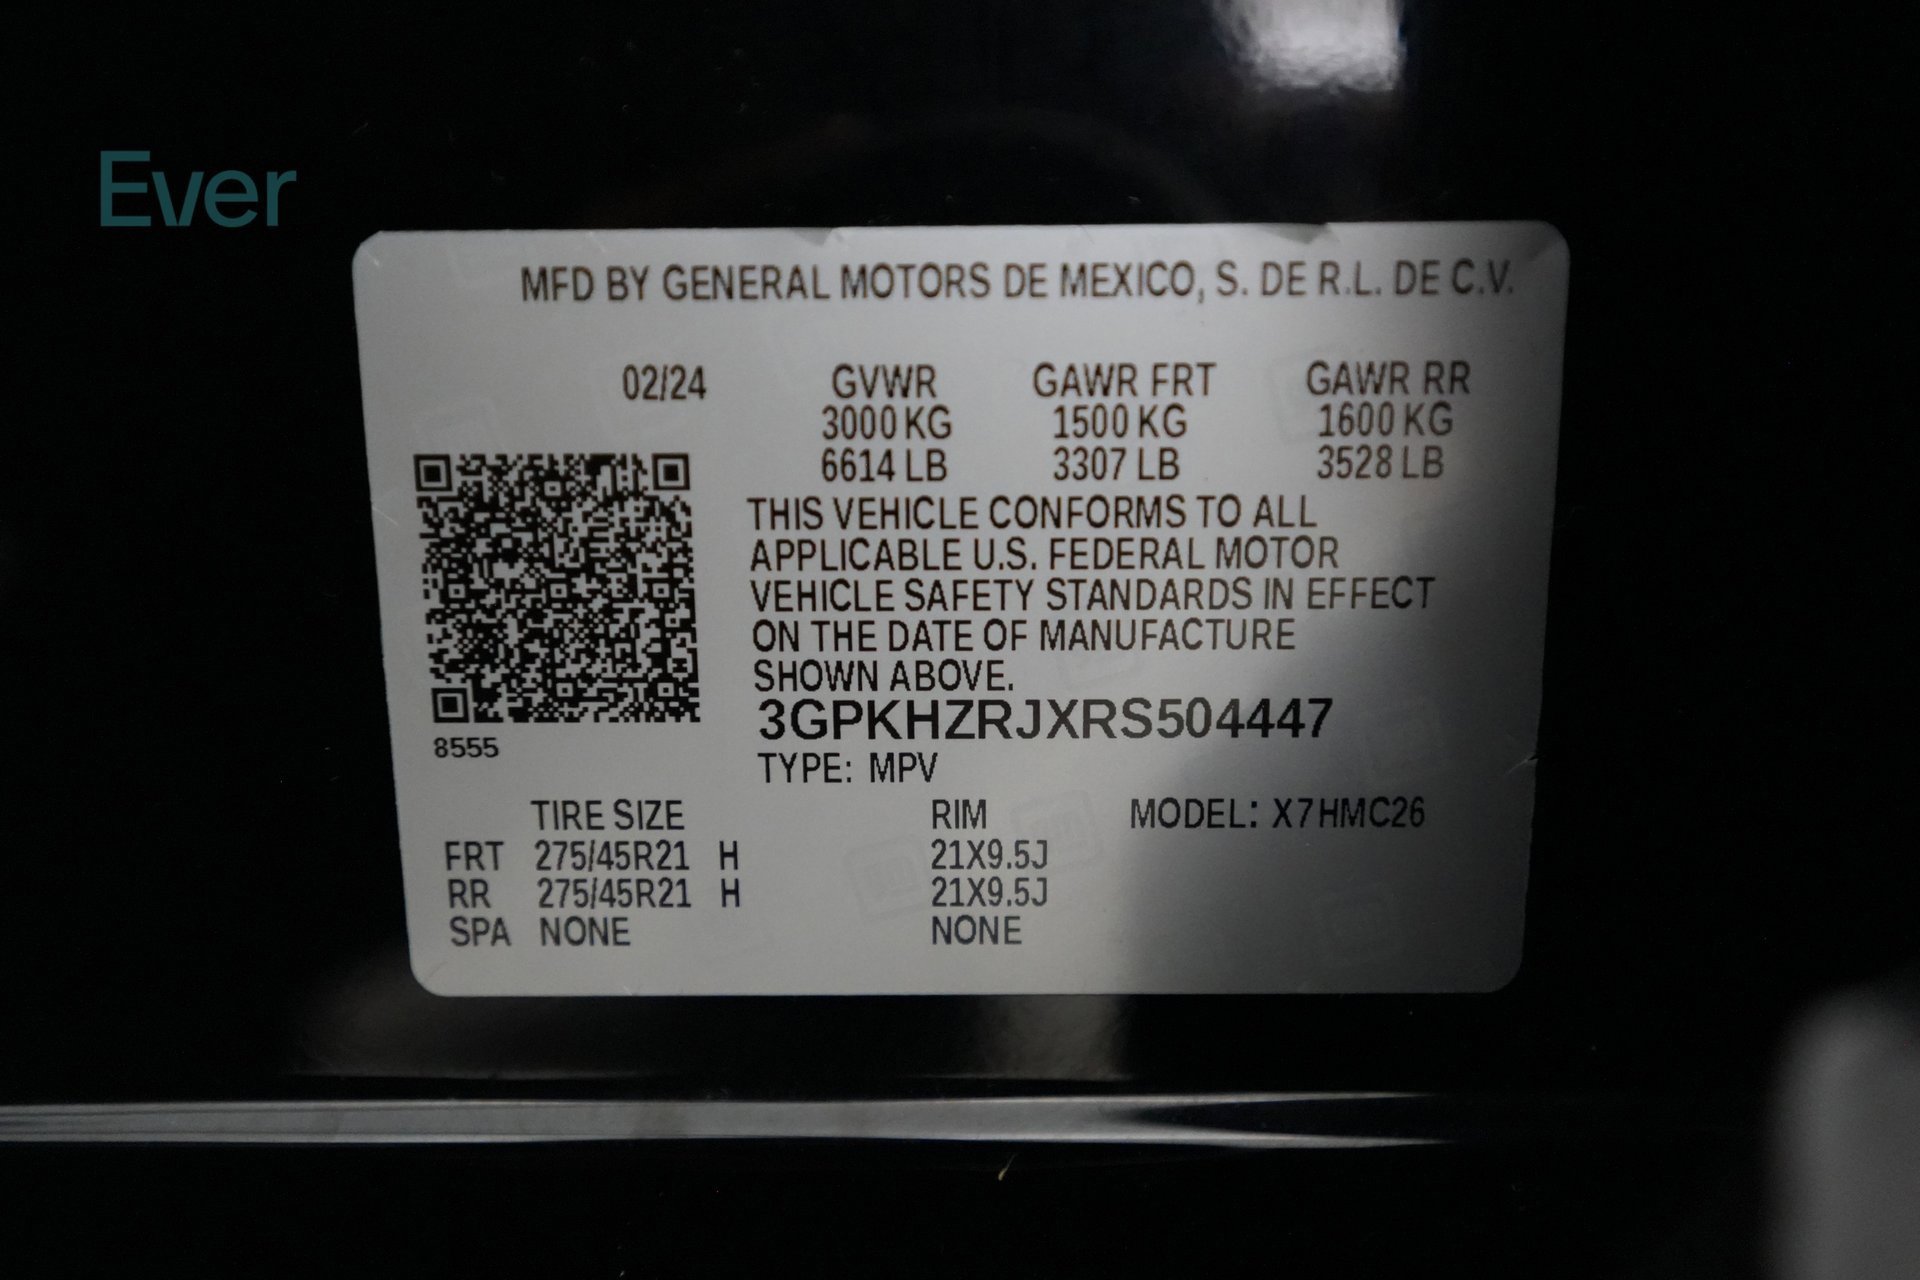 Ever
MFD BY GENERAL MOTORS DE MEXICO, S. DE R.L. DE C.V.
02/24 GVWR GAWR FRT GAWR RR
3000 KG 1500 KG 1600 KG
6614 LB 3307 LB 3528 LB
THIS VEHICLE CONFORMS TO ALL
APPLICABLE U.S. FEDERAL MOTOR
VEHICLE SAFETY STANDARDS IN EFFECT
ON THE DATE OF MANUFACTURE
SHOWN ABOVE.
3GPKHZRJXRS504447
8555
TYPE: MPV
TIRE SIZE RIM MODEL: X7HMC26
FRT 275/45R21 H 21X9.5J
RR 275/45R21 H 21X9.5J
SPA NONE NONE